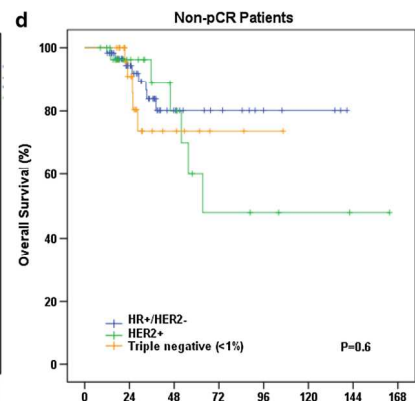 d
Non-pCR Patients
100
80
60
40
20
0
Overall Survival (%)
HR+/HER2-
HER2+
Triple negative (<1%)
P=0.6
0 24 48 72 96 120 144 168